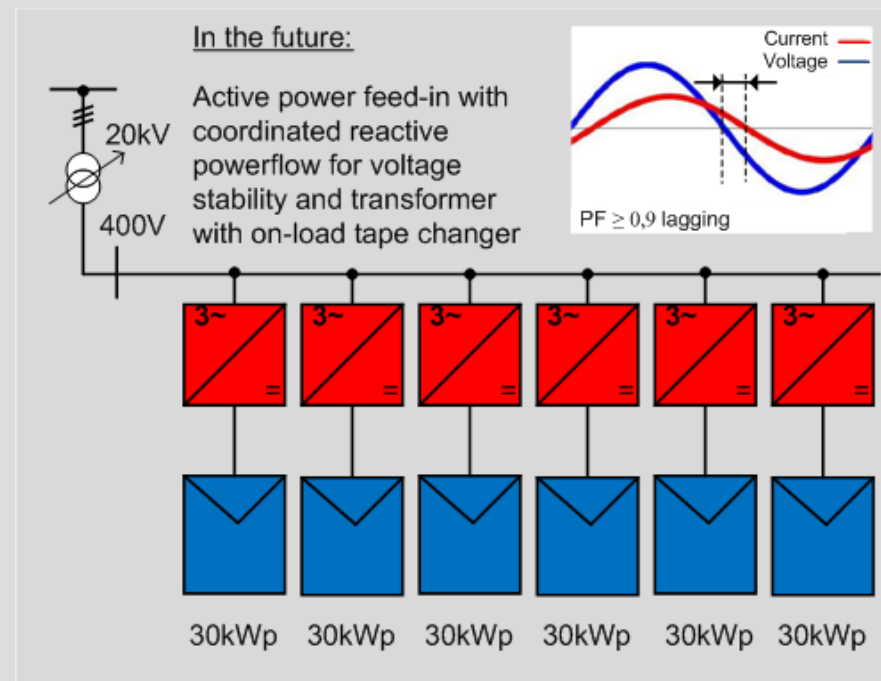 In the future:
Active power feed-in with
coordinated reactive
powerflow for voltage
stability and transformer
with on-load tape changer
Current
Voltage
PF ≥ 0,9 lagging
20kV
400V
3~ 3~ 3~ 3~ 3~ 3~
= = = = = =
30kWp 30kWp 30kWp 30kWp 30kWp 30kWp